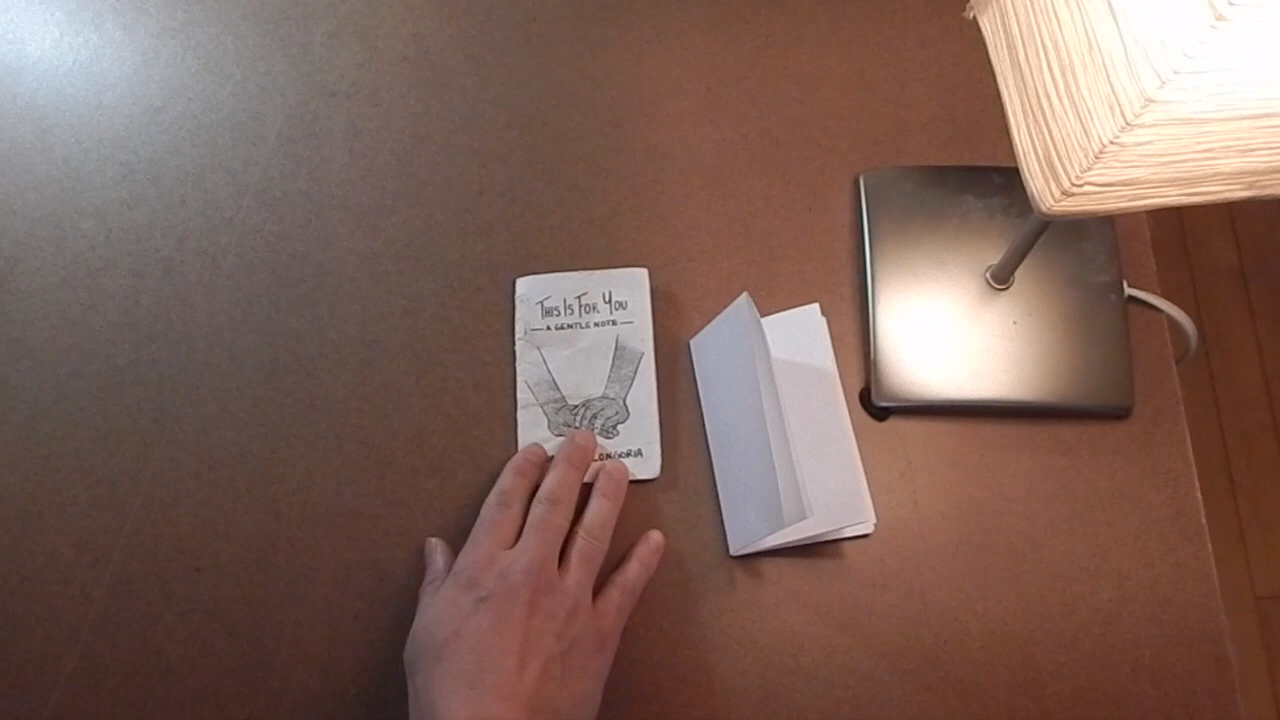 THIS IS FOR YOU
— A GENTLE NOTE —
LONGORIA